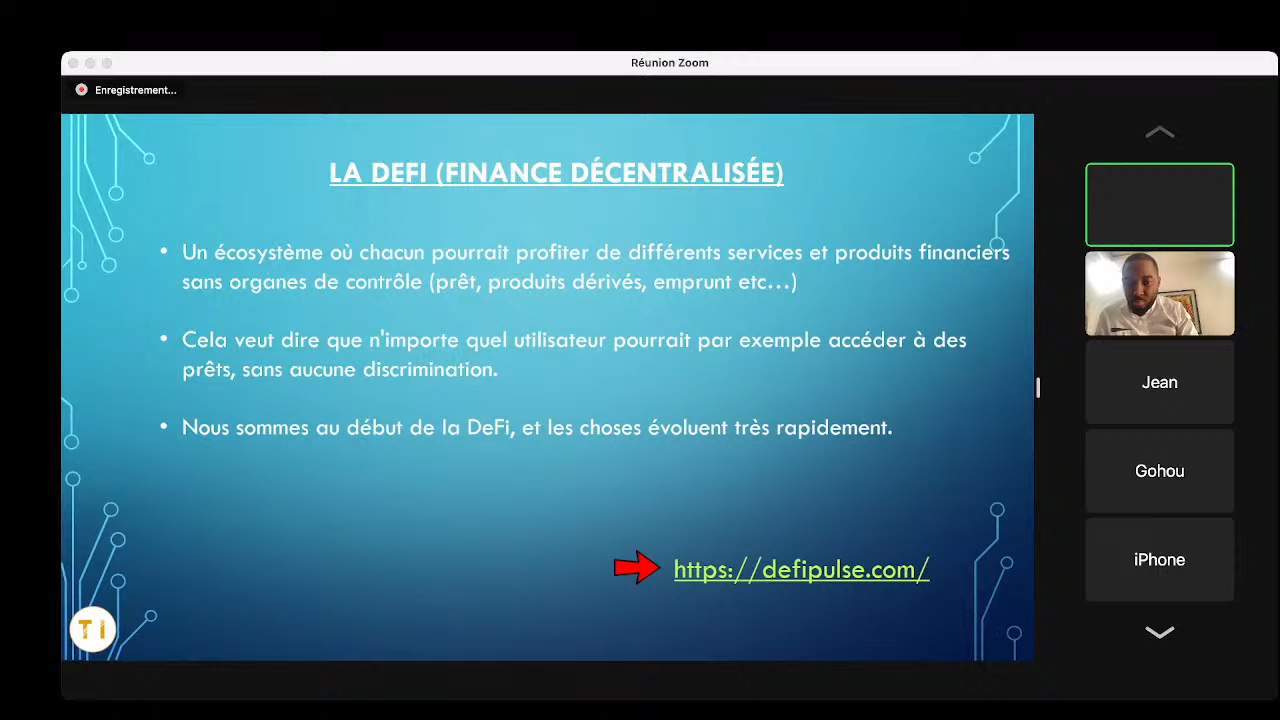 Réunion Zoom
Enregistrement...
LA DEFI (FINANCE DÉCENTRALISÉE)
• Un écosystème où chacun pourrait profiter de différents services et produits financiers
sans organes de contrôle (prêt, produits dérivés, emprunt etc...)
• Cela veut dire que n'importe quel utilisateur pourrait par exemple accéder à des
prêts, sans aucune discrimination.
• Nous sommes au début de la DeFi, et les choses évoluent très rapidement.
https://defipulse.com/
T I
Jean
Gohou
iPhone